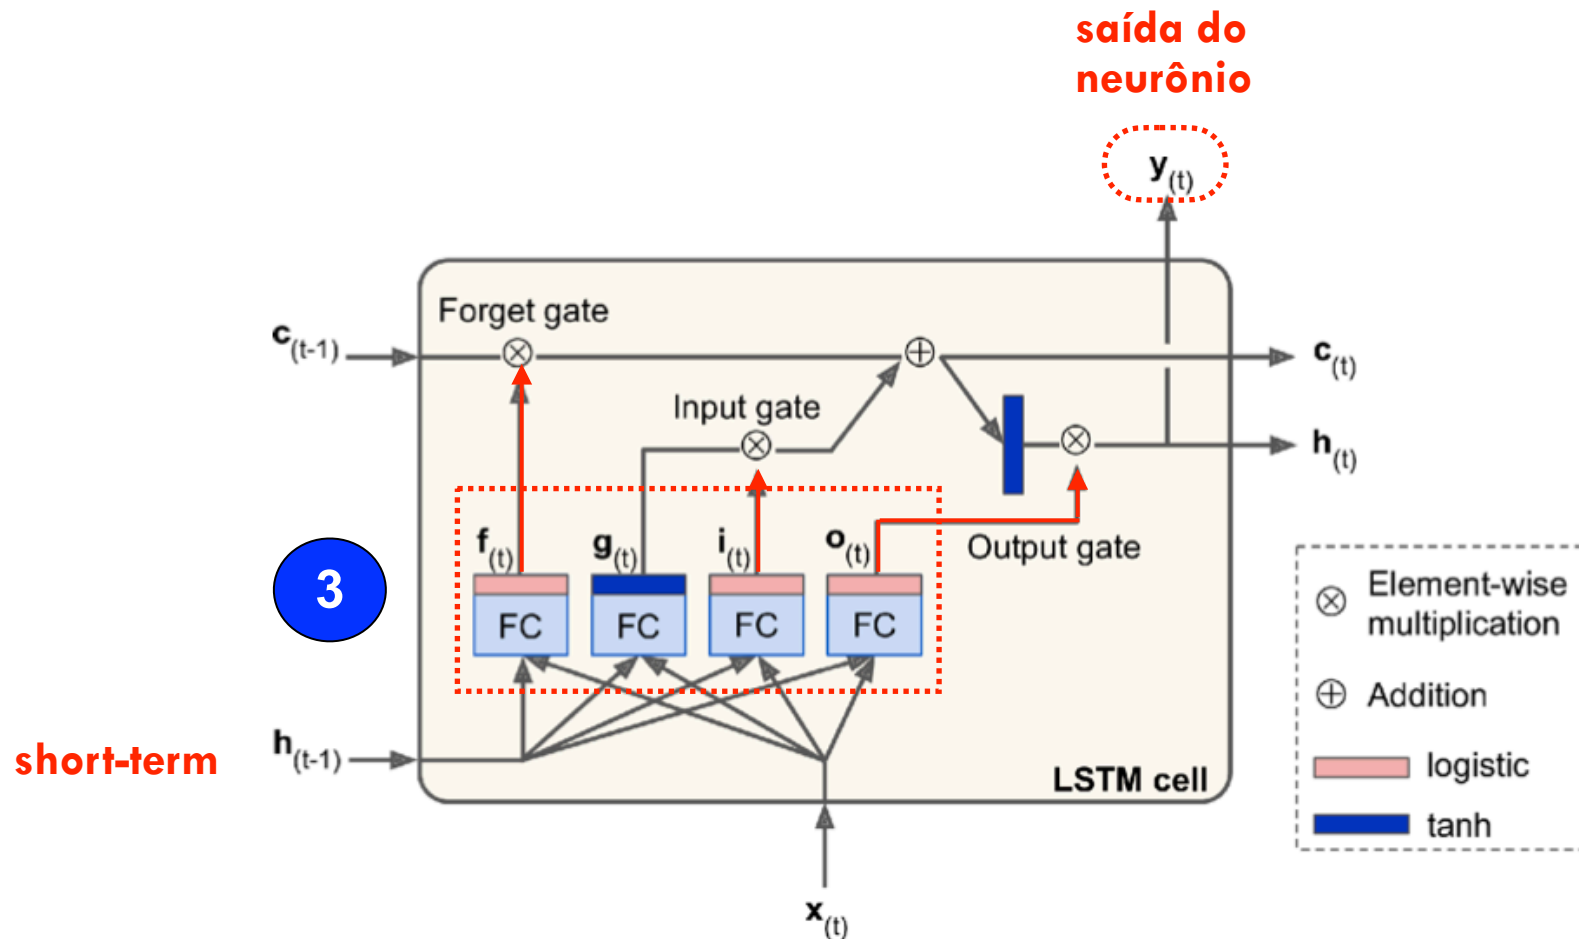 saída do
neurônio
y(t)
Forget gate
c(t-1)
c(t)
Input gate
h(t)
f(t)
g(t)
i(t)
o(t)
Output gate
3
FC
FC
FC
FC
Element-wise
multiplication
Addition
short-term
h(t-1)
LSTM cell
logistic
tanh
x(t)